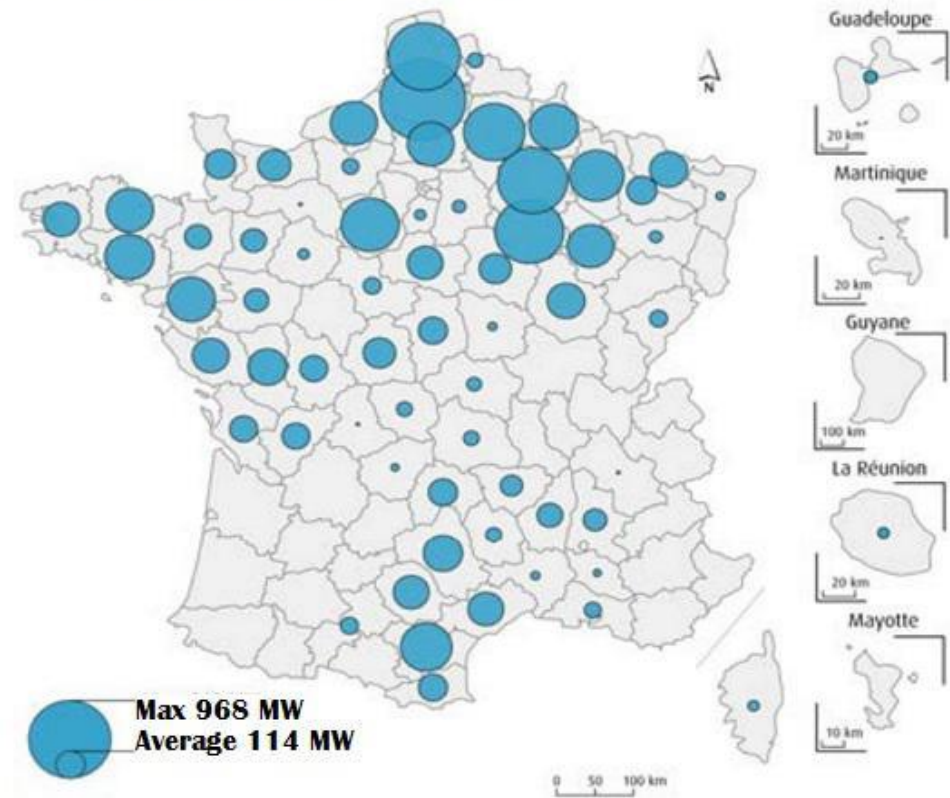 Guadeloupe
N
20 km
Martinique
20 km
Guyane
100 km
La Réunion
20 km
Mayotte
10 km
Max 968 MW
Average 114 MW
0 50 100 km